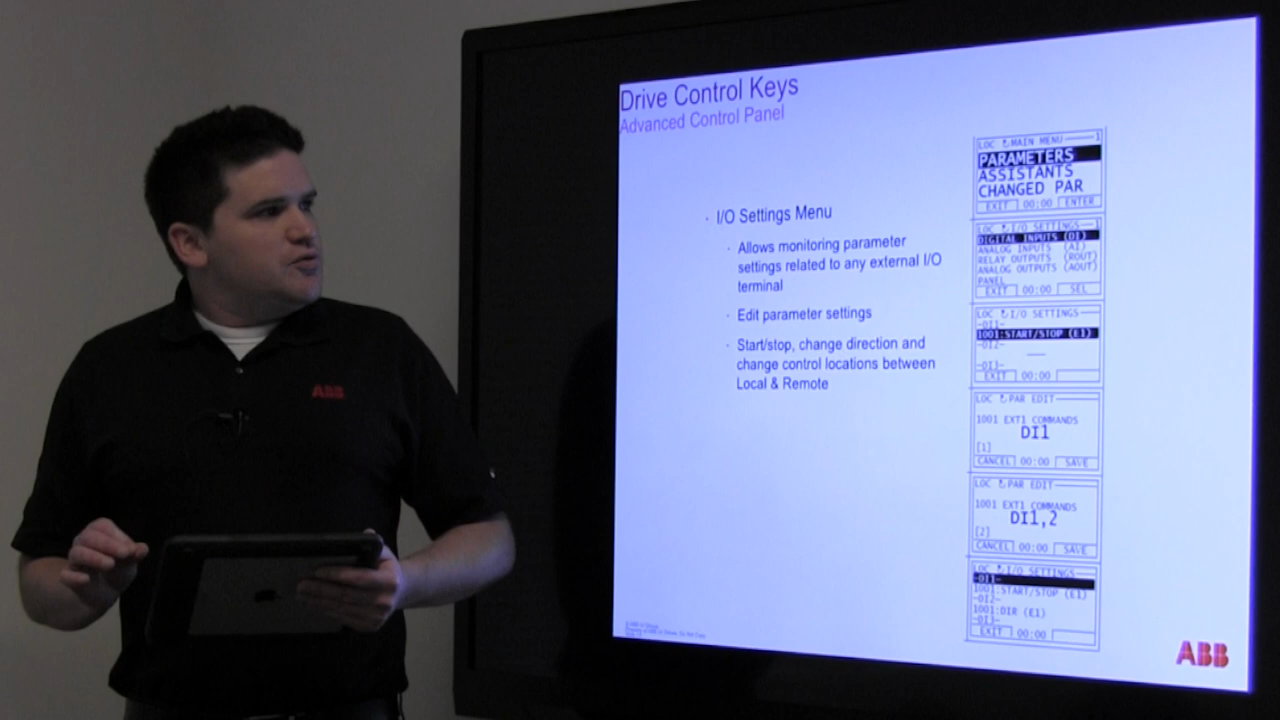 Drive Control Keys
Advanced Control Panel
· I/O Settings Menu
· Allows monitoring parameter
settings related to any external I/O
terminal
· Edit parameter settings
· Start/stop, change direction and
change control locations between
Local & Remote
LOC MAIN MENU 1
PARAMETERS
ASSISTANTS
CHANGED PAR
EXIT 00:00 ENTER
LOC I/O SETTINGS 1
DIGITAL INPUTS (DI)
ANALOG INPUTS (AI)
RELAY OUTPUTS (ROUT)
ANALOG OUTPUTS (AOUT)
PANEL
EXIT 00:00 SEL
LOC I/O SETTINGS
-DI1-
1001:START/STOP (E1)
-DI2-
-DI3-
EXIT 00:00
LOC PAR EDIT
1001 EXT1 COMMANDS
DI1
[1]
CANCEL 00:00 SAVE
LOC PAR EDIT
1001 EXT1 COMMANDS
DI1,2
[2]
CANCEL 00:00 SAVE
LOC I/O SETTINGS
-DI1-
1001:START/STOP (E1)
-DI2-
1001:DIR (E1)
-DI3-
EXIT 00:00
ABB
ABB